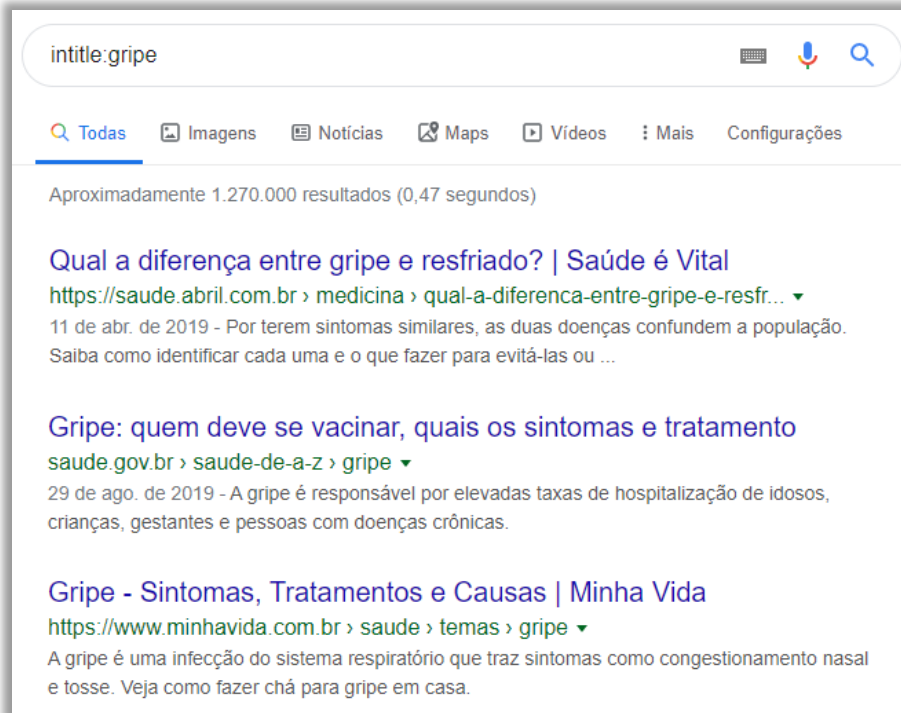 intitle:gripe
Todas Imagens Notícias Maps Vídeos Mais Configurações
Aproximadamente 1.270.000 resultados (0,47 segundos)
Qual a diferença entre gripe e resfriado? | Saúde é Vital
https://saude.abril.com.br › medicina › qual-a-diferenca-entre-gripe-e-resfr...
11 de abr. de 2019 - Por terem sintomas similares, as duas doenças confundem a população.
Saiba como identificar cada uma e o que fazer para evitá-las ou ...
Gripe: quem deve se vacinar, quais os sintomas e tratamento
saude.gov.br › saude-de-a-z › gripe
29 de ago. de 2019 - A gripe é responsável por elevadas taxas de hospitalização de idosos,
crianças, gestantes e pessoas com doenças crônicas.
Gripe - Sintomas, Tratamentos e Causas | Minha Vida
https://www.minhavida.com.br › saude › temas › gripe
A gripe é uma infecção do sistema respiratório que traz sintomas como congestionamento nasal
e tosse. Veja como fazer chá para gripe em casa.